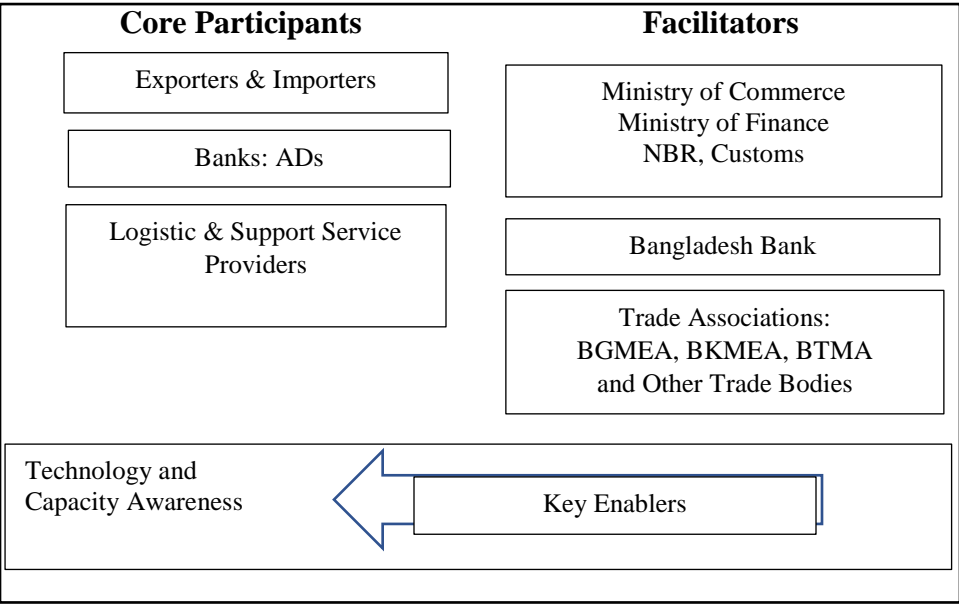 Core Participants
Exporters & Importers
Banks: ADs
Logistic & Support Service
Providers
Facilitators
Ministry of Commerce
Ministry of Finance
NBR, Customs
Bangladesh Bank
Trade Associations:
BGMEA, BKMEA, BTMA
and Other Trade Bodies
Technology and
Capacity Awareness
Key Enablers